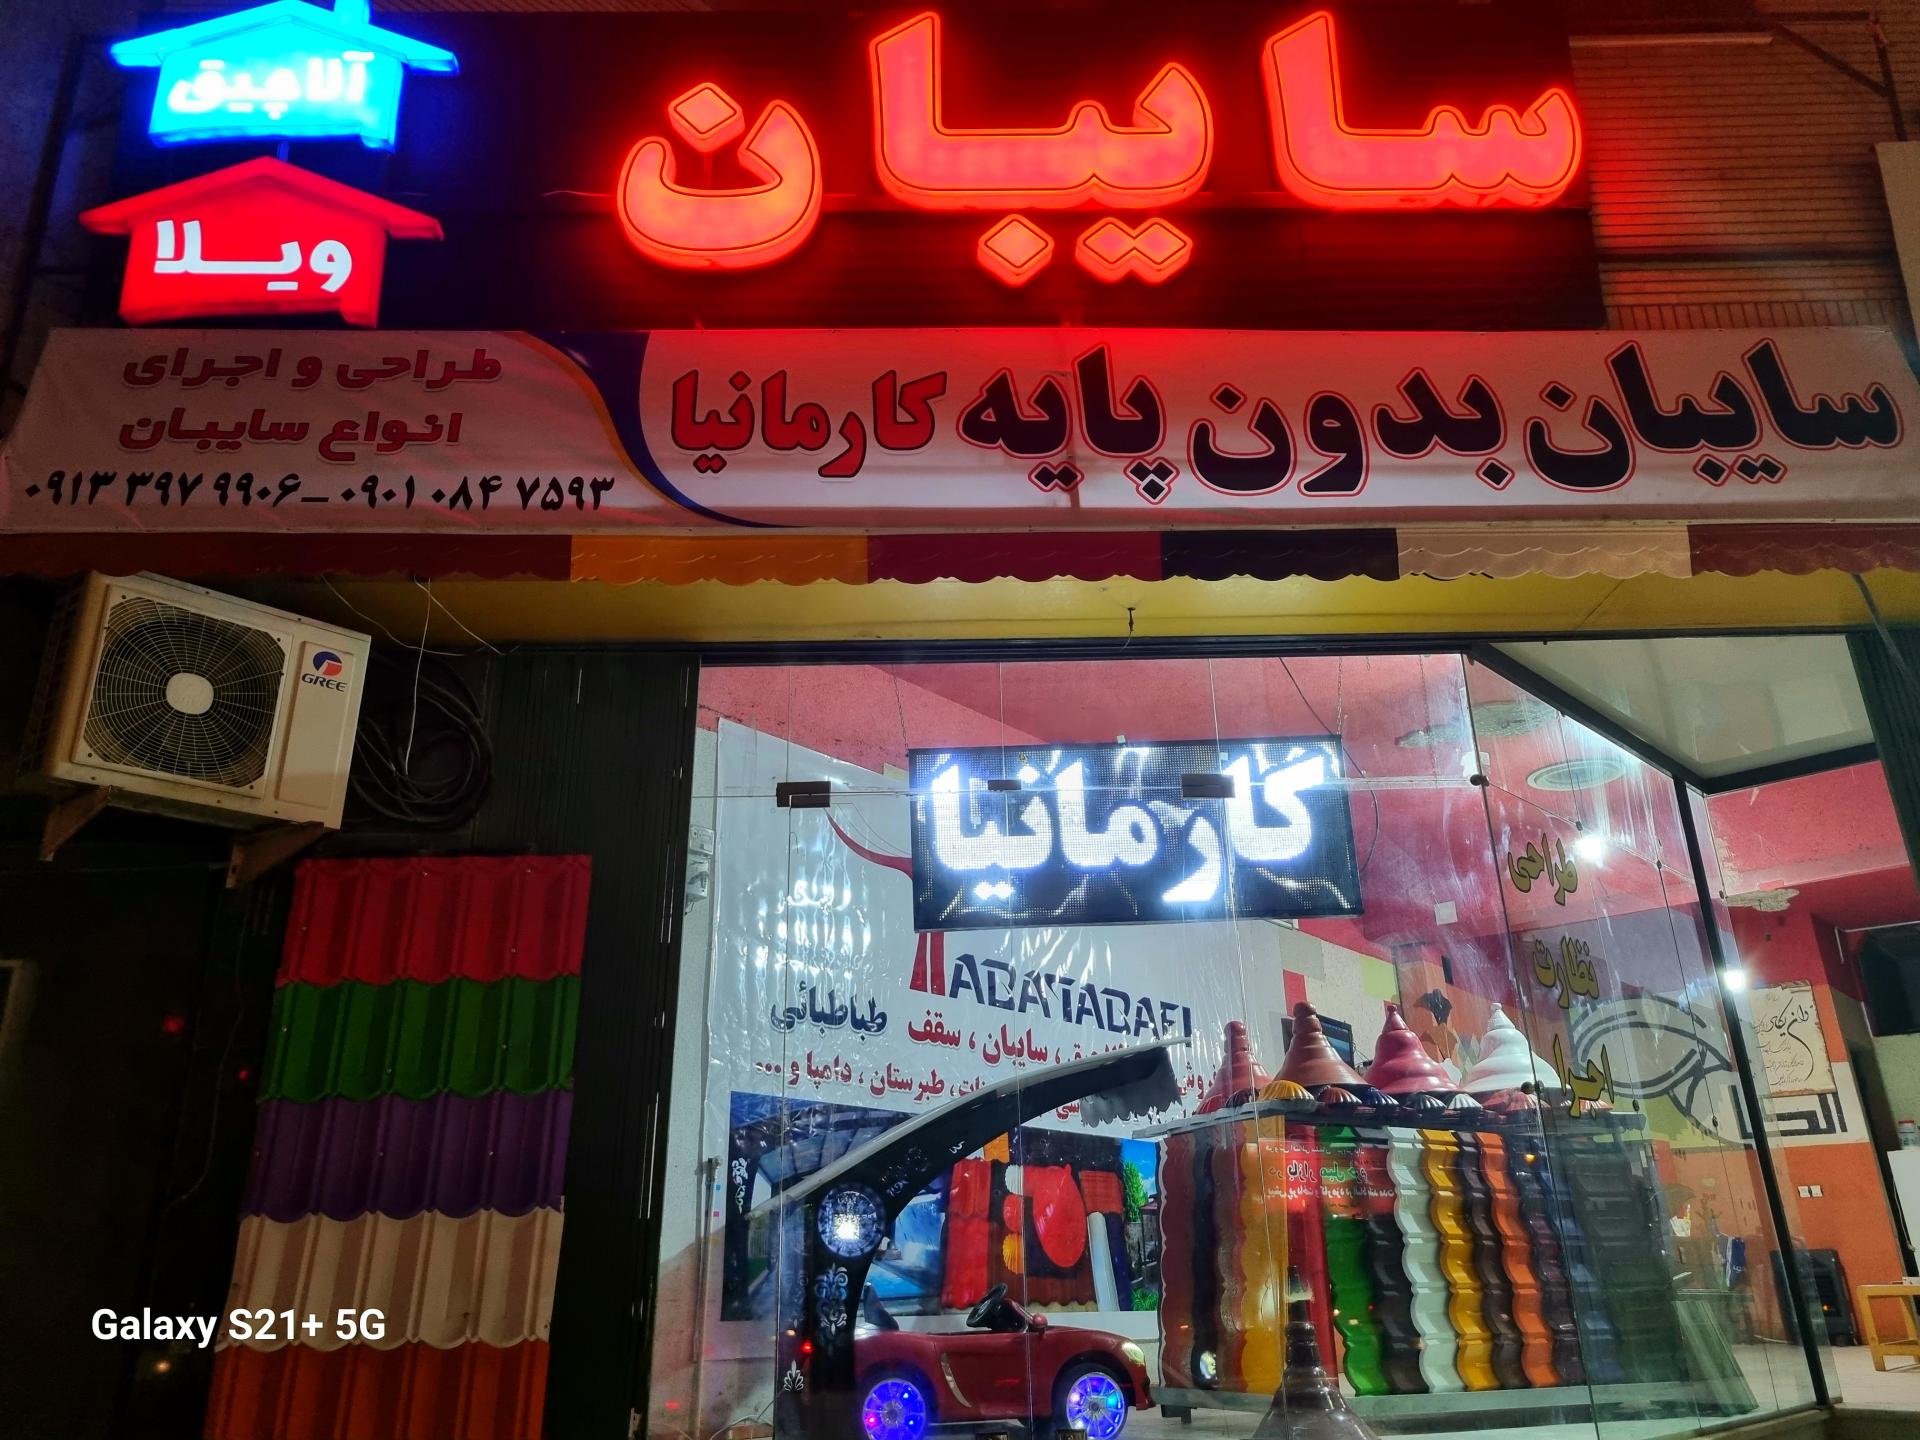 سایبان
آلاچیق
ویلا
سایبان بدون پایه کارمانیا
طراحی و اجرای
انواع سایبان
۰۹۱۳ ۳۹۷ ۹۹۰۶ - ۰۹۰۱ ۰۸۴ ۷۵۹۳
GREE
کارمانیا
طراحی
نظارت
اجرا
TABATABAEI
طباطبائی
، سایبان ، سقف
، طبرستان ، دامپا و ...
Galaxy S21+ 5G